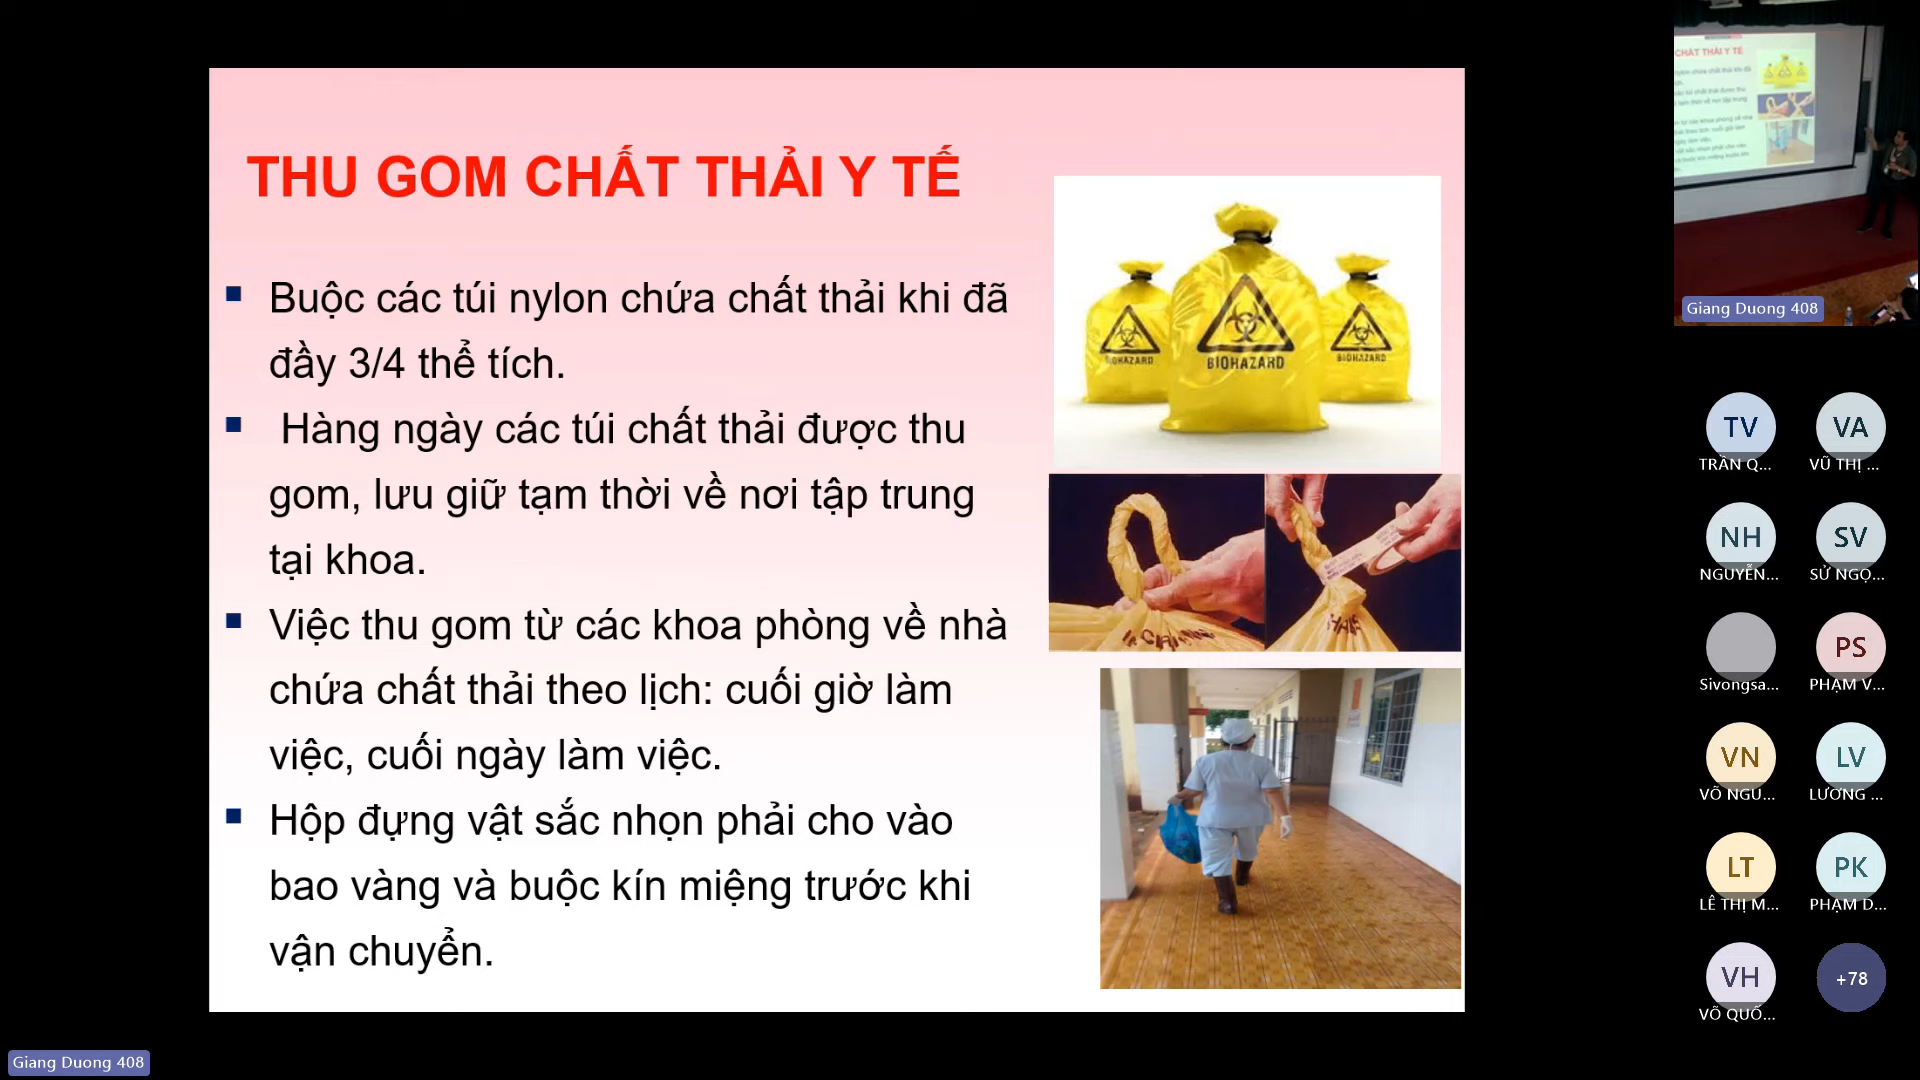 THU GOM CHẤT THẢI Y TẾ
Buộc các túi nylon chứa chất thải khi đã
đầy 3/4 thể tích.
Hàng ngày các túi chất thải được thu
gom, lưu giữ tạm thời về nơi tập trung
tại khoa.
Việc thu gom từ các khoa phòng về nhà
chứa chất thải theo lịch: cuối giờ làm
việc, cuối ngày làm việc.
Hộp đựng vật sắc nhọn phải cho vào
bao vàng và buộc kín miệng trước khi
vận chuyển.
BIOHAZARD
BIOHAZARD
BIOHAZARD
CHẤT THẢI Y TẾ
Giang Duong 408
TV
TRẦN Q...
VA
VŨ THỊ ...
NH
NGUYỄN...
SV
SỬ NGỌ...
Sivongsa...
PS
PHẠM V...
VN
VÕ NGU...
LV
LƯƠNG ...
LT
LÊ THỊ M...
PK
PHẠM D...
VH
VÕ QUỐ...
+78
Giang Duong 408